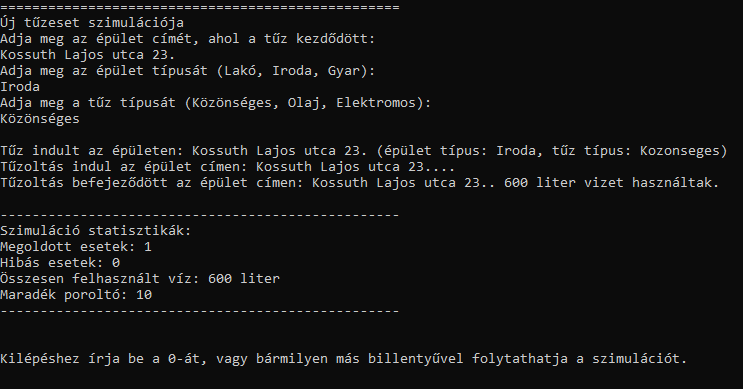 ==================================================
Új tűzeset szimulációja
Adja meg az épület címét, ahol a tűz kezdődött:
Kossuth Lajos utca 23.
Adja meg az épület típusát (Lakó, Iroda, Gyar):
Iroda
Adja meg a tűz típusát (Közönséges, Olaj, Elektromos):
Közönséges
Tűz indult az épületen: Kossuth Lajos utca 23. (épület típus: Iroda, tűz típus: Kozonseges)
Tűzoltás indul az épület címen: Kossuth Lajos utca 23....
Tűzoltás befejeződött az épület címen: Kossuth Lajos utca 23.. 600 liter vizet használtak.
--------------------------------------------------
Szimuláció statisztikák:
Megoldott esetek: 1
Hibás esetek: 0
Összesen felhasznált víz: 600 liter
Maradék poroltó: 10
--------------------------------------------------
Kilépéshez írja be a 0-át, vagy bármilyen más billentyűvel folytathatja a szimulációt.